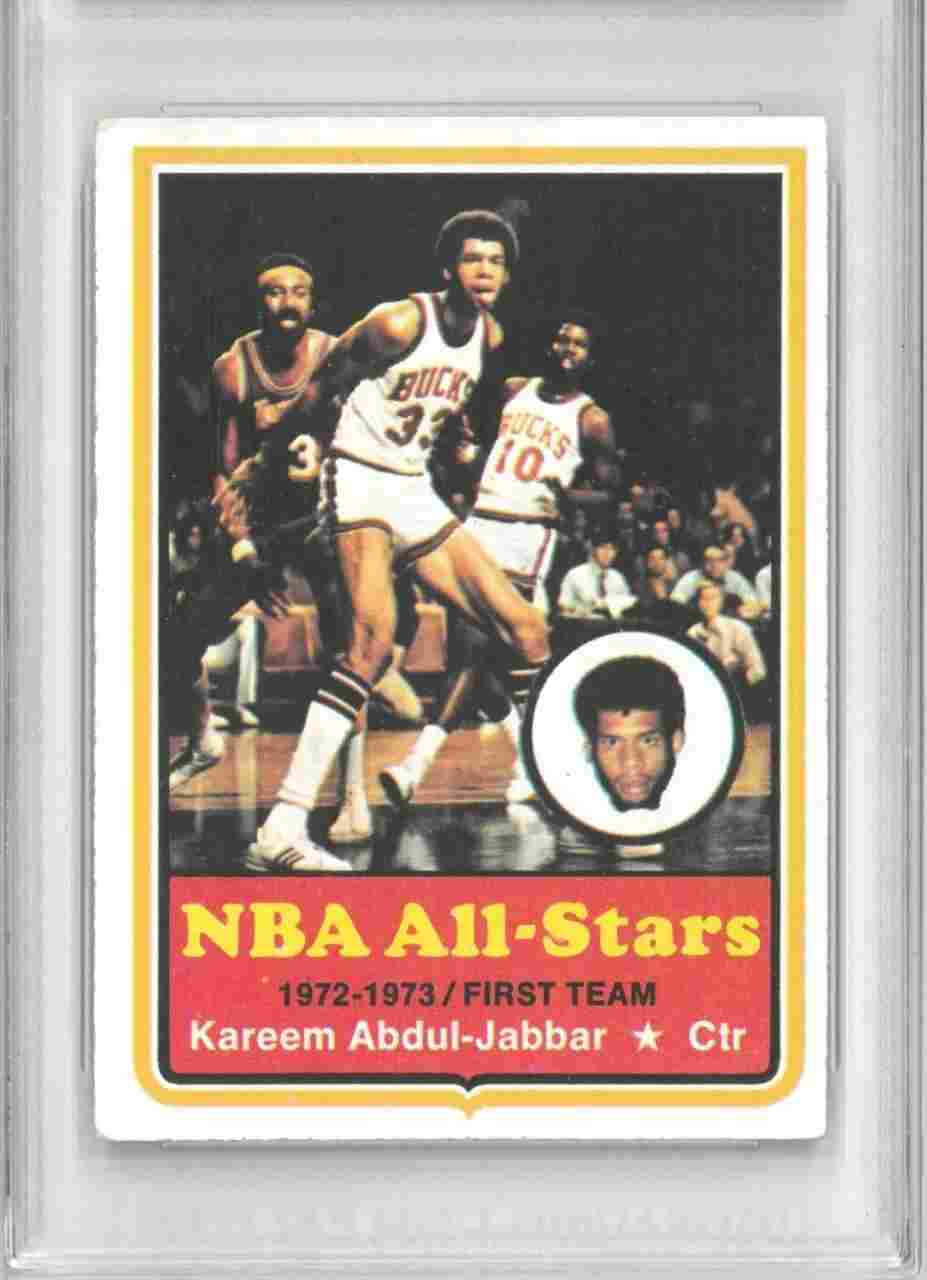 BUCKS
33
3
BUCKS
10
NBA All-Stars
1972-1973 / FIRST TEAM
Kareem Abdul-Jabbar ★ Ctr